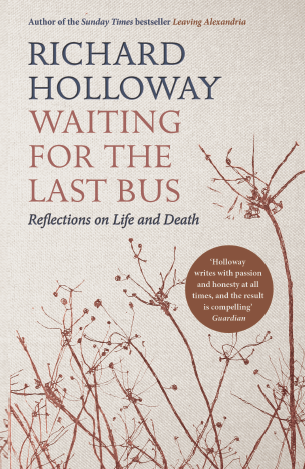 Author of the Sunday Times bestseller Leaving Alexandria
RICHARD
HOLLOWAY
WAITING
FOR THE
LAST BUS
Reflections on Life and Death
‘Holloway
writes with passion
and honesty at all
times, and the result
is compelling’
Guardian